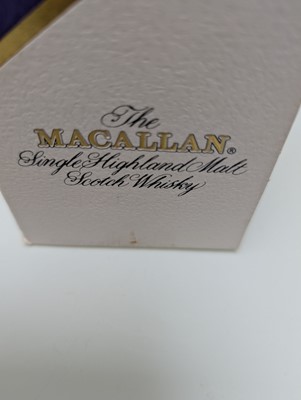 The
MACALLAN®
Single Highland Malt
Scotch Whisky